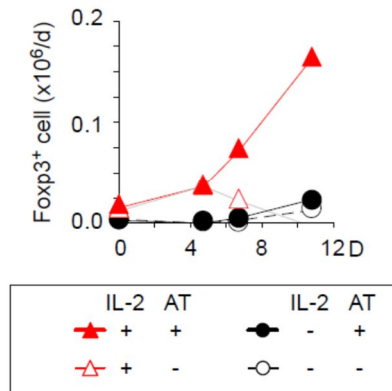 Foxp3⁺ cell (x10⁶/d)
0.2
0.1
0.0
0 4 8 12 D
IL-2 AT IL-2 AT
+ + - +
+ - - -